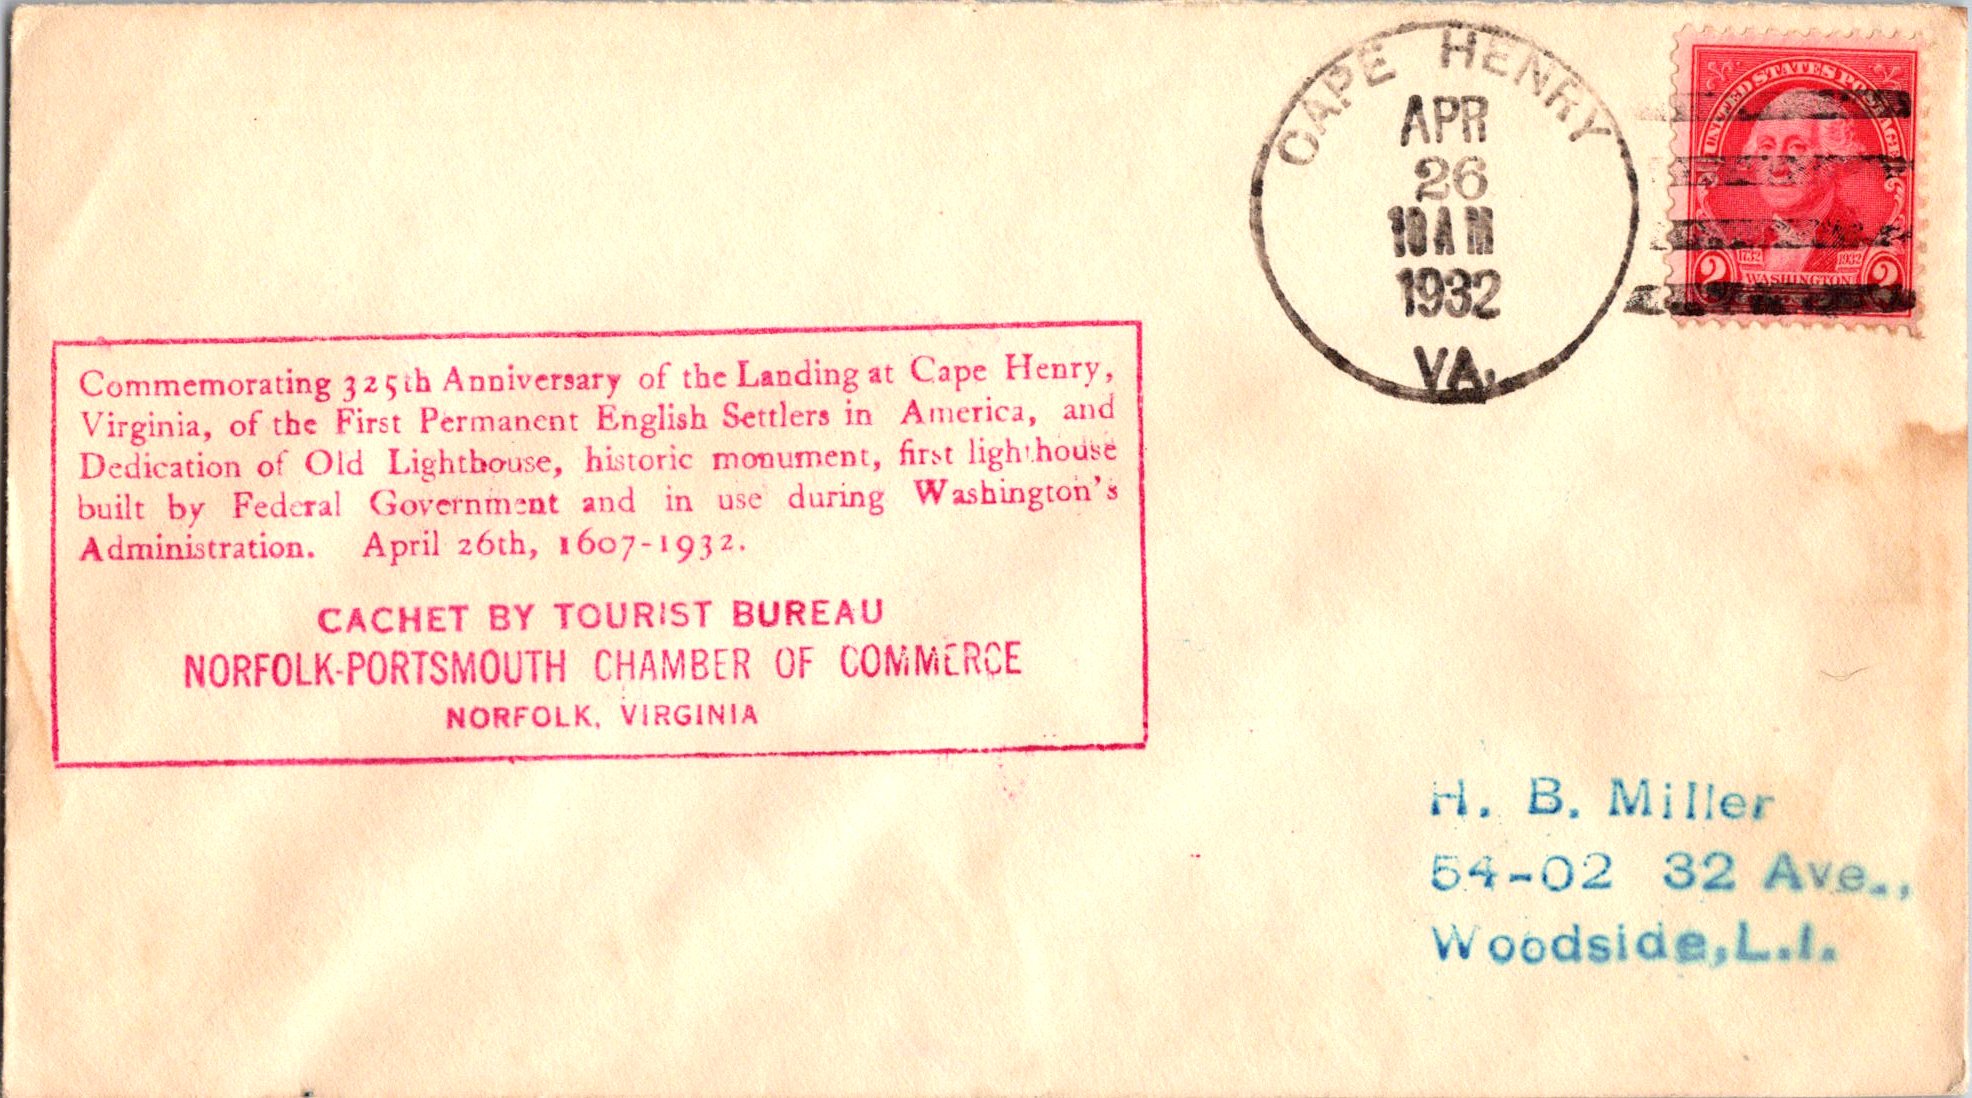 CAPE HENRY
APR
26
10 AM
1932
VA.
UNITED STATES POSTAGE
1732 1932
2 WASHINGTON 2
Commemorating 325th Anniversary of the Landing at Cape Henry,
Virginia, of the First Permanent English Settlers in America, and
Dedication of Old Lighthouse, historic monument, first lighthouse
built by Federal Government and in use during Washington's
Administration. April 26th, 1607-1932.
CACHET BY TOURIST BUREAU
NORFOLK-PORTSMOUTH CHAMBER OF COMMERCE
NORFOLK, VIRGINIA
H. B. Miller
54-02 32 Ave.,
Woodside, L.I.